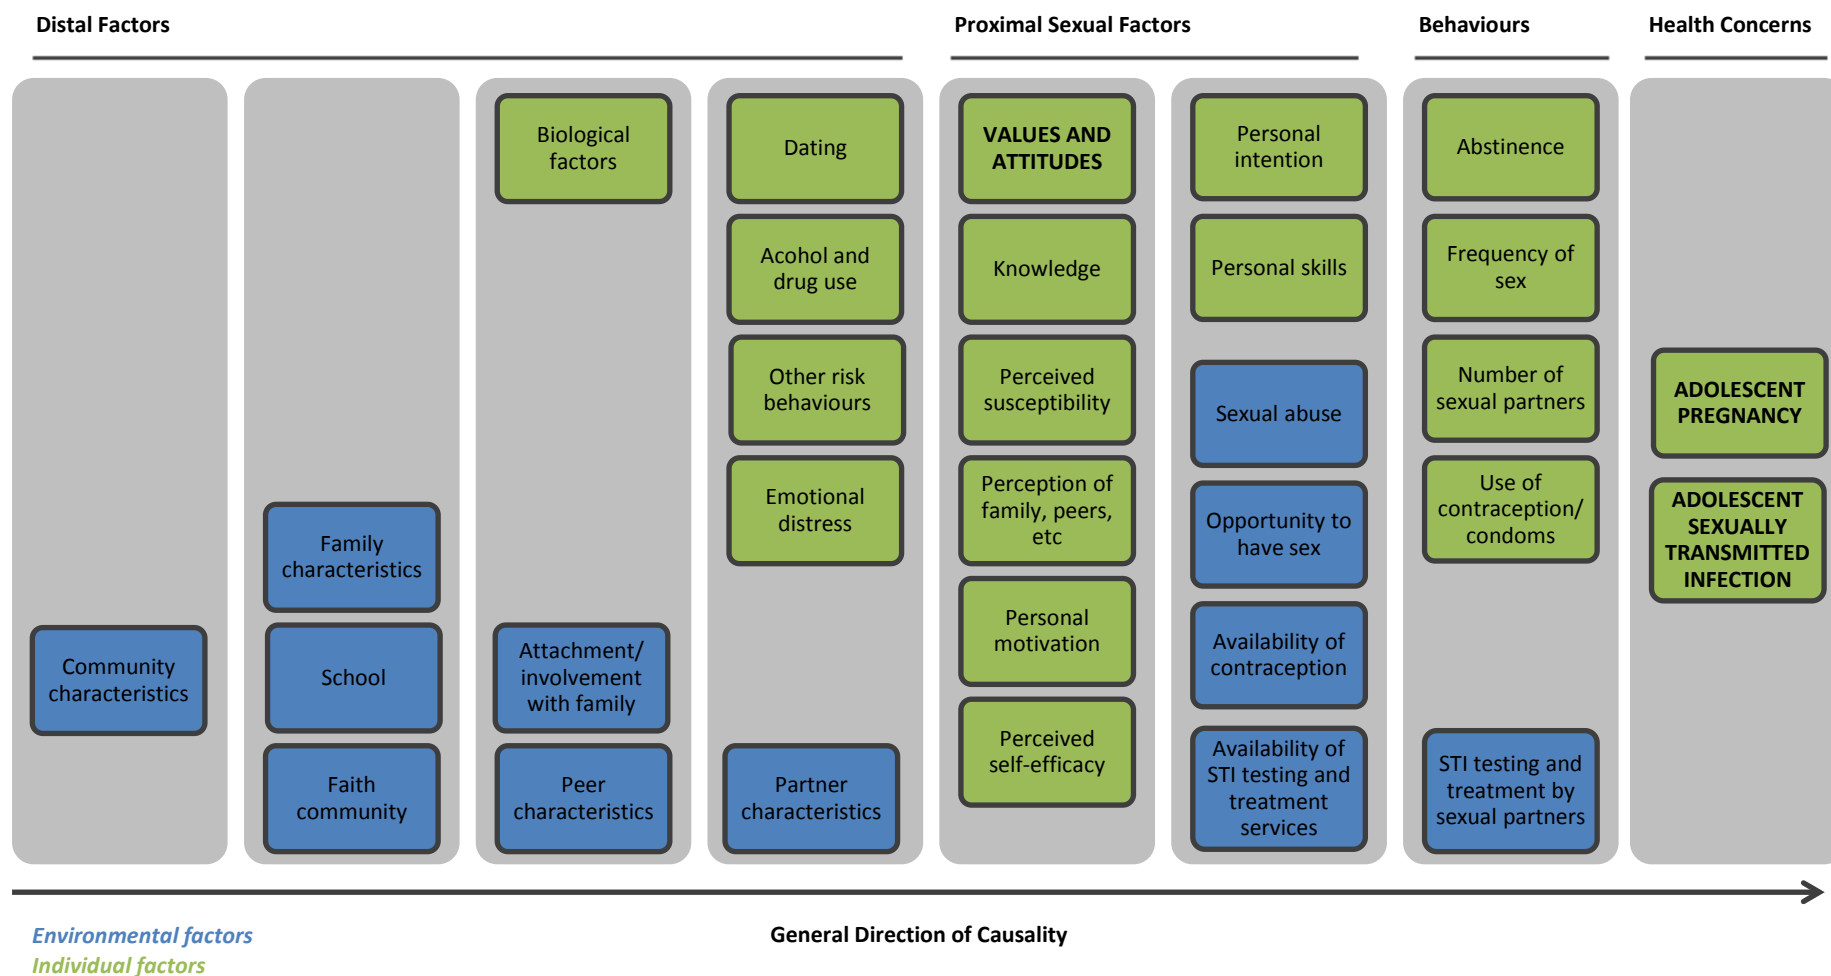 Distal Factors
Proximal Sexual Factors
Behaviours
Health Concerns
Community
characteristics
Family
characteristics
School
Faith
community
Biological
factors
Attachment/
involvement
with family
Peer
characteristics
Dating
Acohol and
drug use
Other risk
behaviours
Emotional
distress
Partner
characteristics
VALUES AND
ATTITUDES
Knowledge
Perceived
susceptibility
Perception of
family, peers,
etc
Personal
motivation
Perceived
self-efficacy
Personal
intention
Personal skills
Sexual abuse
Opportunity to
have sex
Availability of
contraception
Availability of
STI testing and
treatment
services
Abstinence
Frequency of
sex
Number of
sexual partners
Use of
contraception/
condoms
STI testing and
treatment by
sexual partners
ADOLESCENT
PREGNANCY
ADOLESCENT
SEXUALLY
TRANSMITTED
INFECTION
Environmental factors
Individual factors
General Direction of Causality